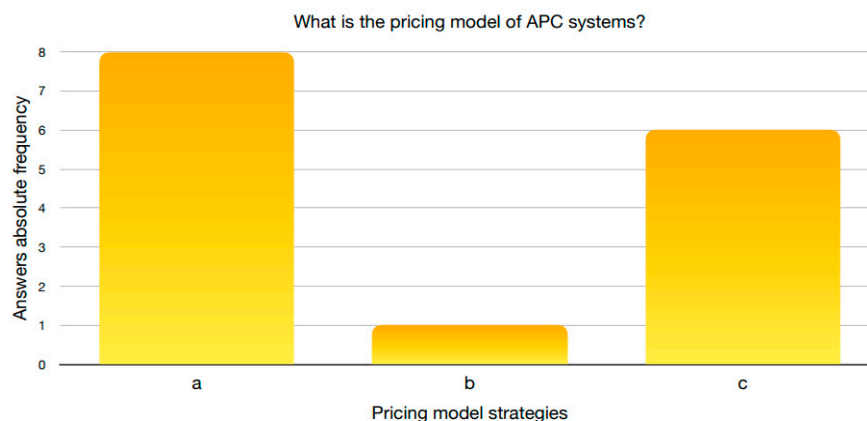 What is the pricing model of APC systems?
Answers absolute frequency
8
7
6
5
4
3
2
1
0
a b c
Pricing model strategies